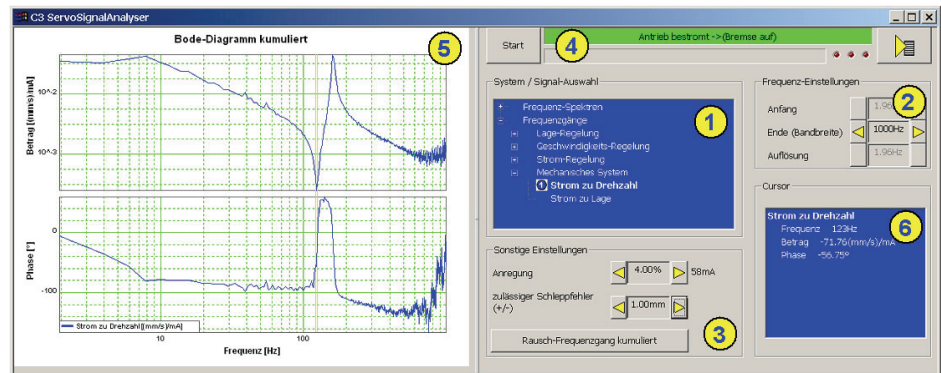 C3 ServoSignalAnalyser
Bode-Diagramm kumuliert
5
Betrag [(mm/s)/mA]
10^-2
10^-3
Phase [°]
0
-100
Strom zu Drehzahl[(mm/s)/mA]
10
100
Frequenz [Hz]
Start
4
Antrieb bestromt ->(Bremse auf)
System / Signal-Auswahl
1
Frequenz-Spektren
Frequenzgänge
Lage-Regelung
Geschwindigkeits-Regelung
Strom-Regelung
Mechanisches System
1 Strom zu Drehzahl
Strom zu Lage
Sonstige Einstellungen
Anregung 4.00% 58mA
zulässiger Schleppfehler
(+/-) 1.00mm
Rausch-Frequenzgang kumuliert
3
Frequenz-Einstellungen
2
Anfang 1.96
Ende (Bandbreite) 1000Hz
Auflösung 1.96Hz
Cursor
6
Strom zu Drehzahl
Frequenz 123Hz
Betrag -71.76(mm/s)/mA
Phase -56.75°